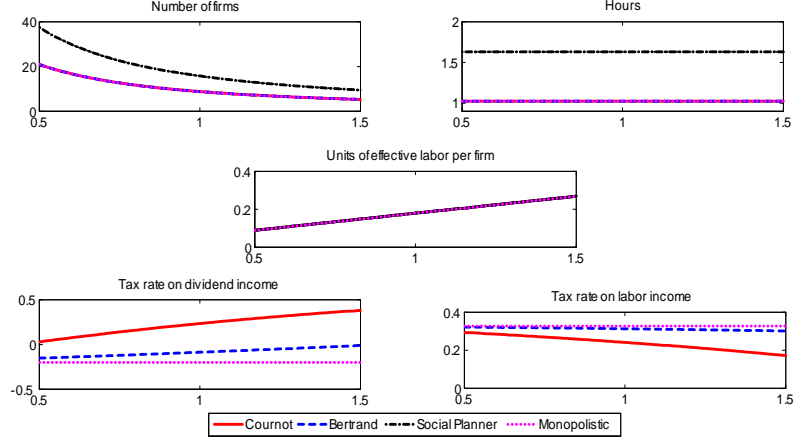 Number of firms
40
20
0
0.5 1 1.5
Hours
2
1.5
1
0.5 1 1.5
Units of effective labor per firm
0.4
0.2
0
0.5 1 1.5
Tax rate on dividend income
0.5
0
-0.5
0.5 1 1.5
Tax rate on labor income
0.4
0.2
0
0.5 1 1.5
Cournot Bertrand Social Planner Monopolistic